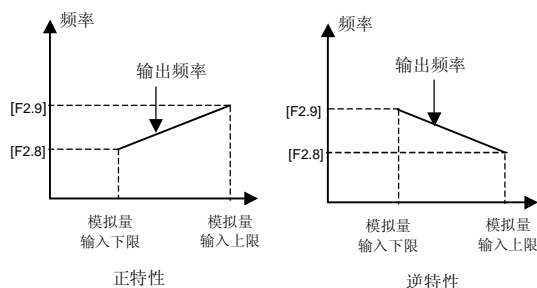 频率
输出频率
[F2.9]
[F2.8]
模拟量
输入下限
模拟量
输入上限
正特性
频率
输出频率
[F2.9]
[F2.8]
模拟量
输入下限
模拟量
输入上限
逆特性